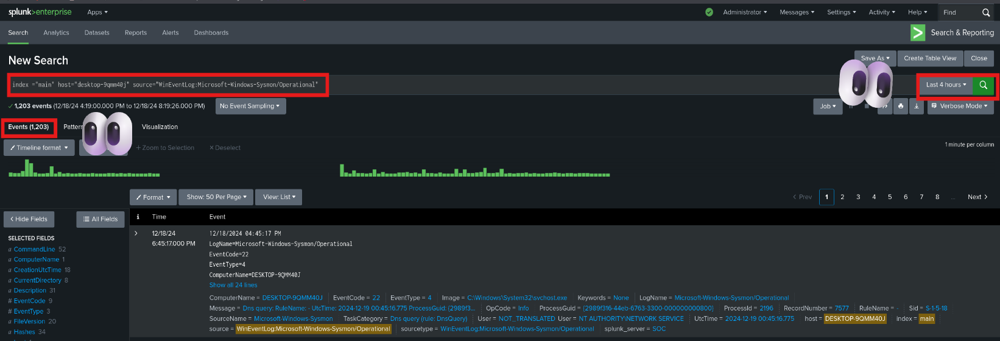 splunk>enterprise Apps Administrator Messages Settings Activity Help Find
Search Analytics Datasets Reports Alerts Dashboards Search & Reporting
New Search Save As Create Table View Close
index ="main" host="desktop-9qmm40j" source="WinEventLog:Microsoft-Windows-Sysmon/Operational" Last 4 hours
1,203 events (12/18/24 4:19:00.000 PM to 12/18/24 8:19:26.000 PM) No Event Sampling Job Verbose Mode
Events (1,203) Visualization
Timeline format + Zoom to Selection × Deselect 1 minute per column
Format Show: 50 Per Page View: List < Prev 1 2 3 4 5 6 7 8 ... Next >
< Hide Fields All Fields i Time Event
SELECTED FIELDS
a CommandLine 52
a ComputerName 1
a CreationUtcTime 18
a CurrentDirectory 8
a Description 31
# EventCode 9
# EventType 3
a FileVersion 20
a Hashes 34
> 12/18/24
6:45:17.000 PM
12/18/2024 04:45:17 PM
LogName=Microsoft-Windows-Sysmon/Operational
EventCode=22
EventType=4
ComputerName=DESKTOP-9QMM40J
Show all 24 lines
ComputerName = DESKTOP-9QMM40J EventCode = 22 EventType = 4 Image = C:\Windows\System32\svchost.exe Keywords = None LogName = Microsoft-Windows-Sysmon/Operational
Message = Dns query: RuleName: - UtcTime: 2024-12-19 00:45:16.775 ProcessGuid: {2989f3... OpCode = Info ProcessGuid = {2989f316-44eb-6763-3300-000000000800} ProcessId = 2196 RecordNumber = 7577 RuleName = - Sid = S-1-5-18
SourceName = Microsoft-Windows-Sysmon TaskCategory = Dns query (rule: DnsQuery) User = NOT_TRANSLATED User = NT AUTHORITY\NETWORK SERVICE UtcTime = 2024-12-19 00:45:16.775 host = DESKTOP-9QMM40J index = main
source = WinEventLog:Microsoft-Windows-Sysmon/Operational sourcetype = WinEventLog:Microsoft-Windows-Sysmon/Operational splunk_server = SOC